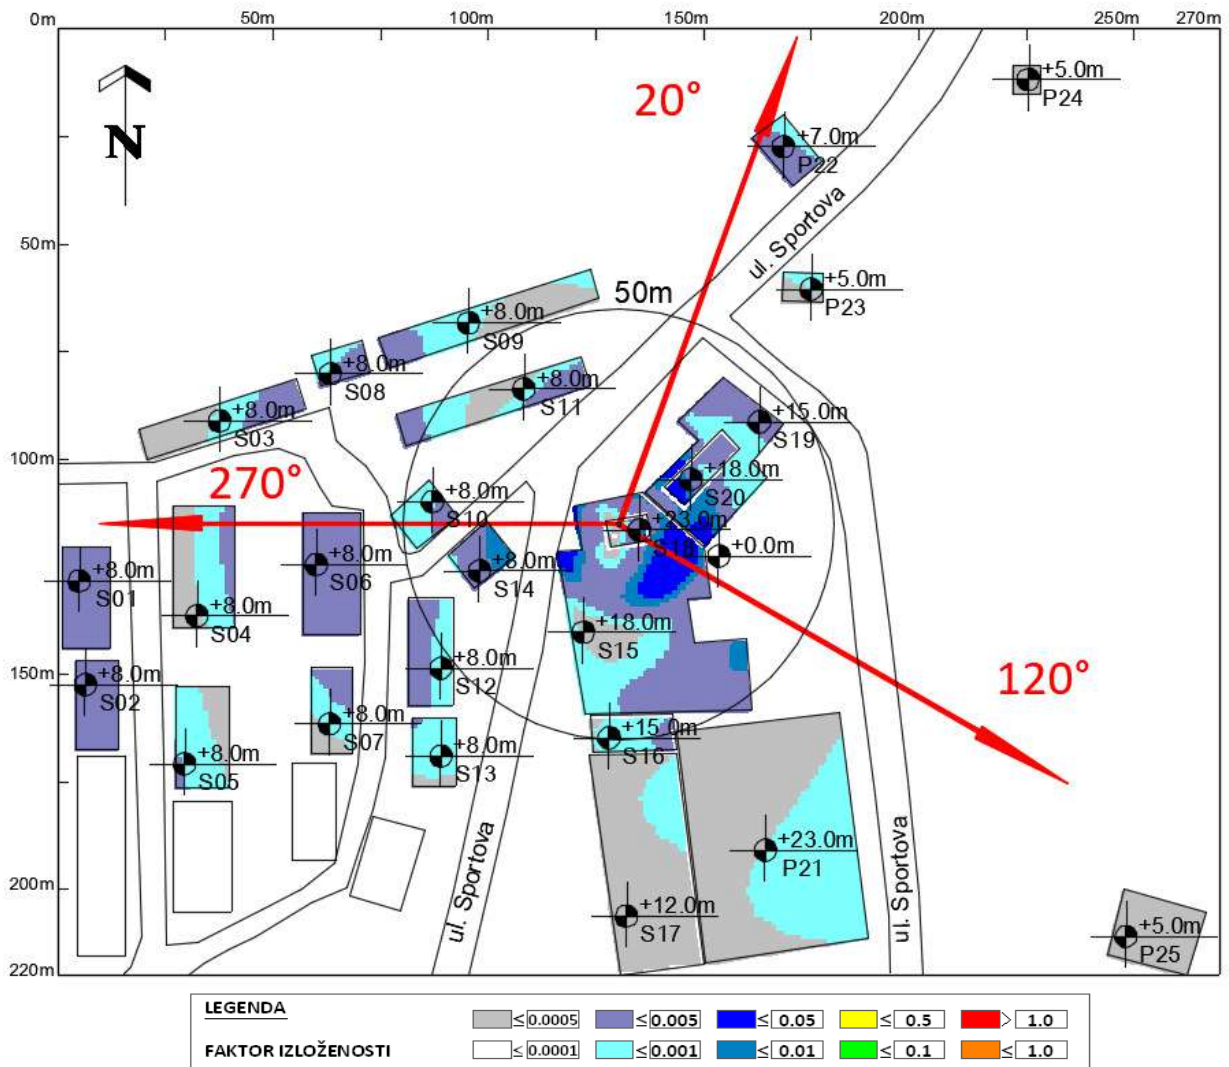 0m 50m 100m 150m 200m 250m 270m
+5.0m
P24
20°
N
+7.0m
P22
ul. Sportova
50m
+5.0m
P23
50m
+8.0m
S09
+8.0m
S08
+8.0m
S11
+8.0m
S03
+15.0m
S19
100m
270°
+18.0m
S20
+8.0m
S10
+23.0m
S18
+0.0m
+8.0m
S14
+8.0m
S06
+8.0m
S01
+8.0m
S04
+18.0m
S15
120°
150m
+8.0m
S12
+8.0m
S02
+8.0m
S07
+15.0m
S16
+8.0m
S13
+8.0m
S05
ul. Sportova
+23.0m
P21
ul. Sportova
200m
+12.0m
S17
+5.0m
P25
220m
LEGENDA
≤ 0.0005 ≤ 0.005 ≤ 0.05 ≤ 0.5 > 1.0
FAKTOR IZLOŽENOSTI ≤ 0.0001 ≤ 0.001 ≤ 0.01 ≤ 0.1 ≤ 1.0